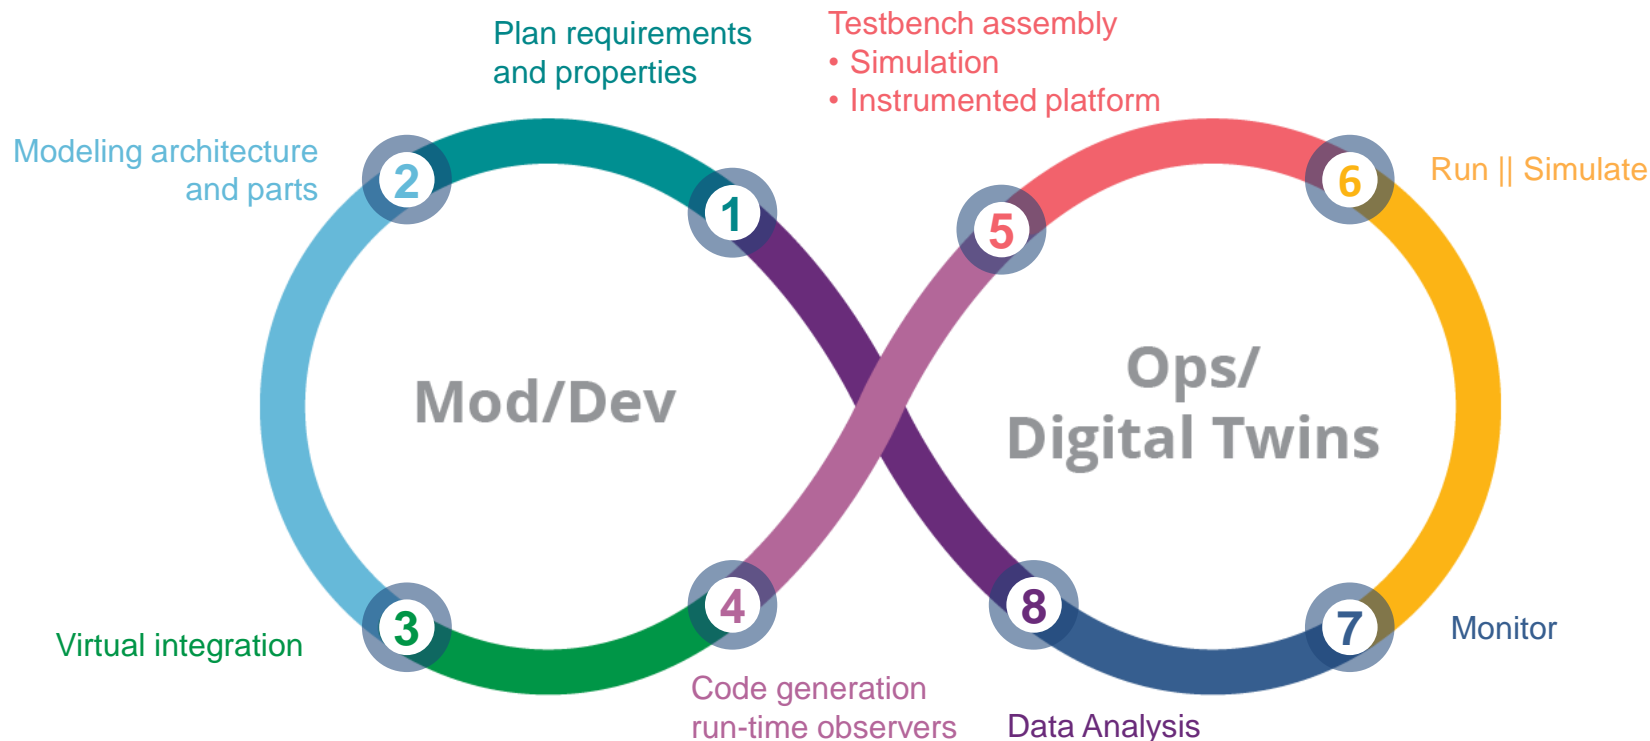 Plan requirements
and properties
Testbench assembly
• Simulation
• Instrumented platform
Modeling architecture
and parts
2
1
5
6
Run || Simulate
Mod/Dev
Ops/
Digital Twins
Virtual integration
3
4
8
7
Monitor
Code generation
run-time observers
Data Analysis